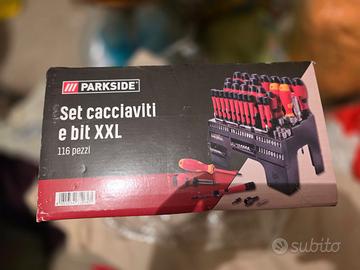 /// PARKSIDE®
Set cacciaviti
e bit XXL
116 pezzi
subito